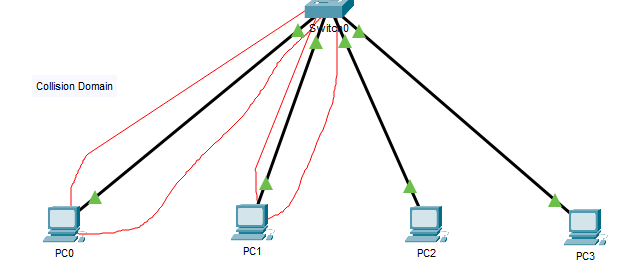 Switch0
Collision Domain
PC0
PC1
PC2
PC3